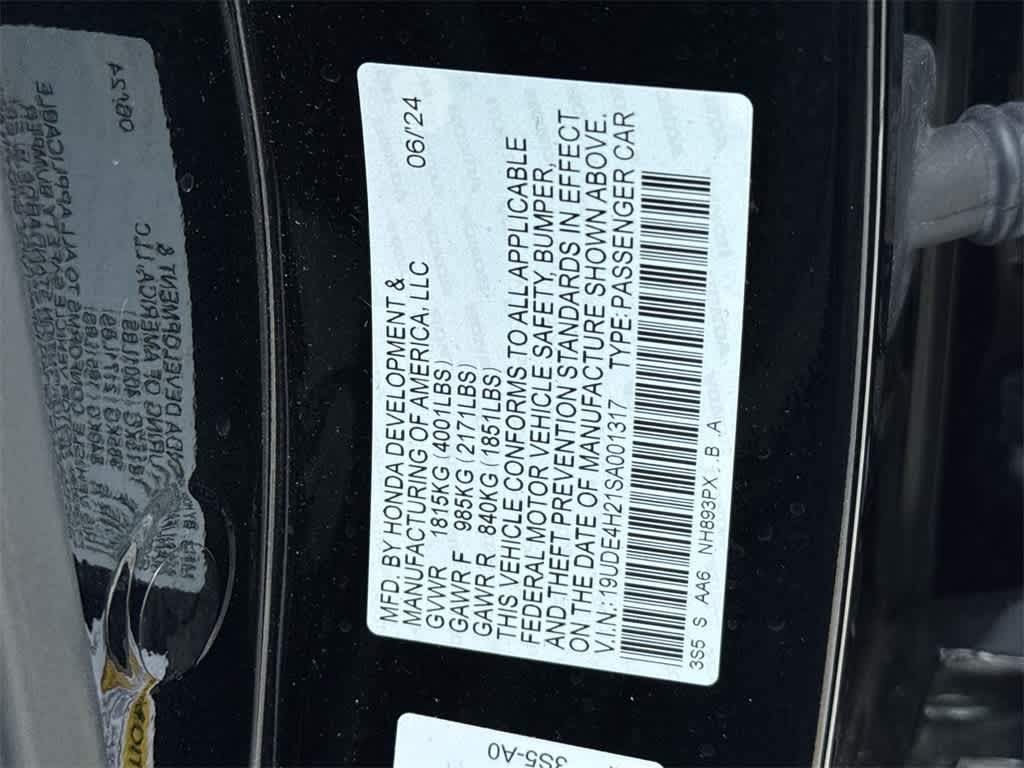 MFD. BY HONDA DEVELOPMENT &
MANUFACTURING OF AMERICA, LLC 06/'24
GVWR 1815KG (4001LBS)
GAWR F 985KG (2171LBS)
GAWR R 840KG (1851LBS)
THIS VEHICLE CONFORMS TO ALL APPLICABLE
FEDERAL MOTOR VEHICLE SAFETY, BUMPER,
AND THEFT PREVENTION STANDARDS IN EFFECT
ON THE DATE OF MANUFACTURE SHOWN ABOVE.
V.I.N.: 19UDE4H21SA001317 TYPE: PASSENGER CAR
3S5 S AA6 NH893PX . . B . A
3S5-A0